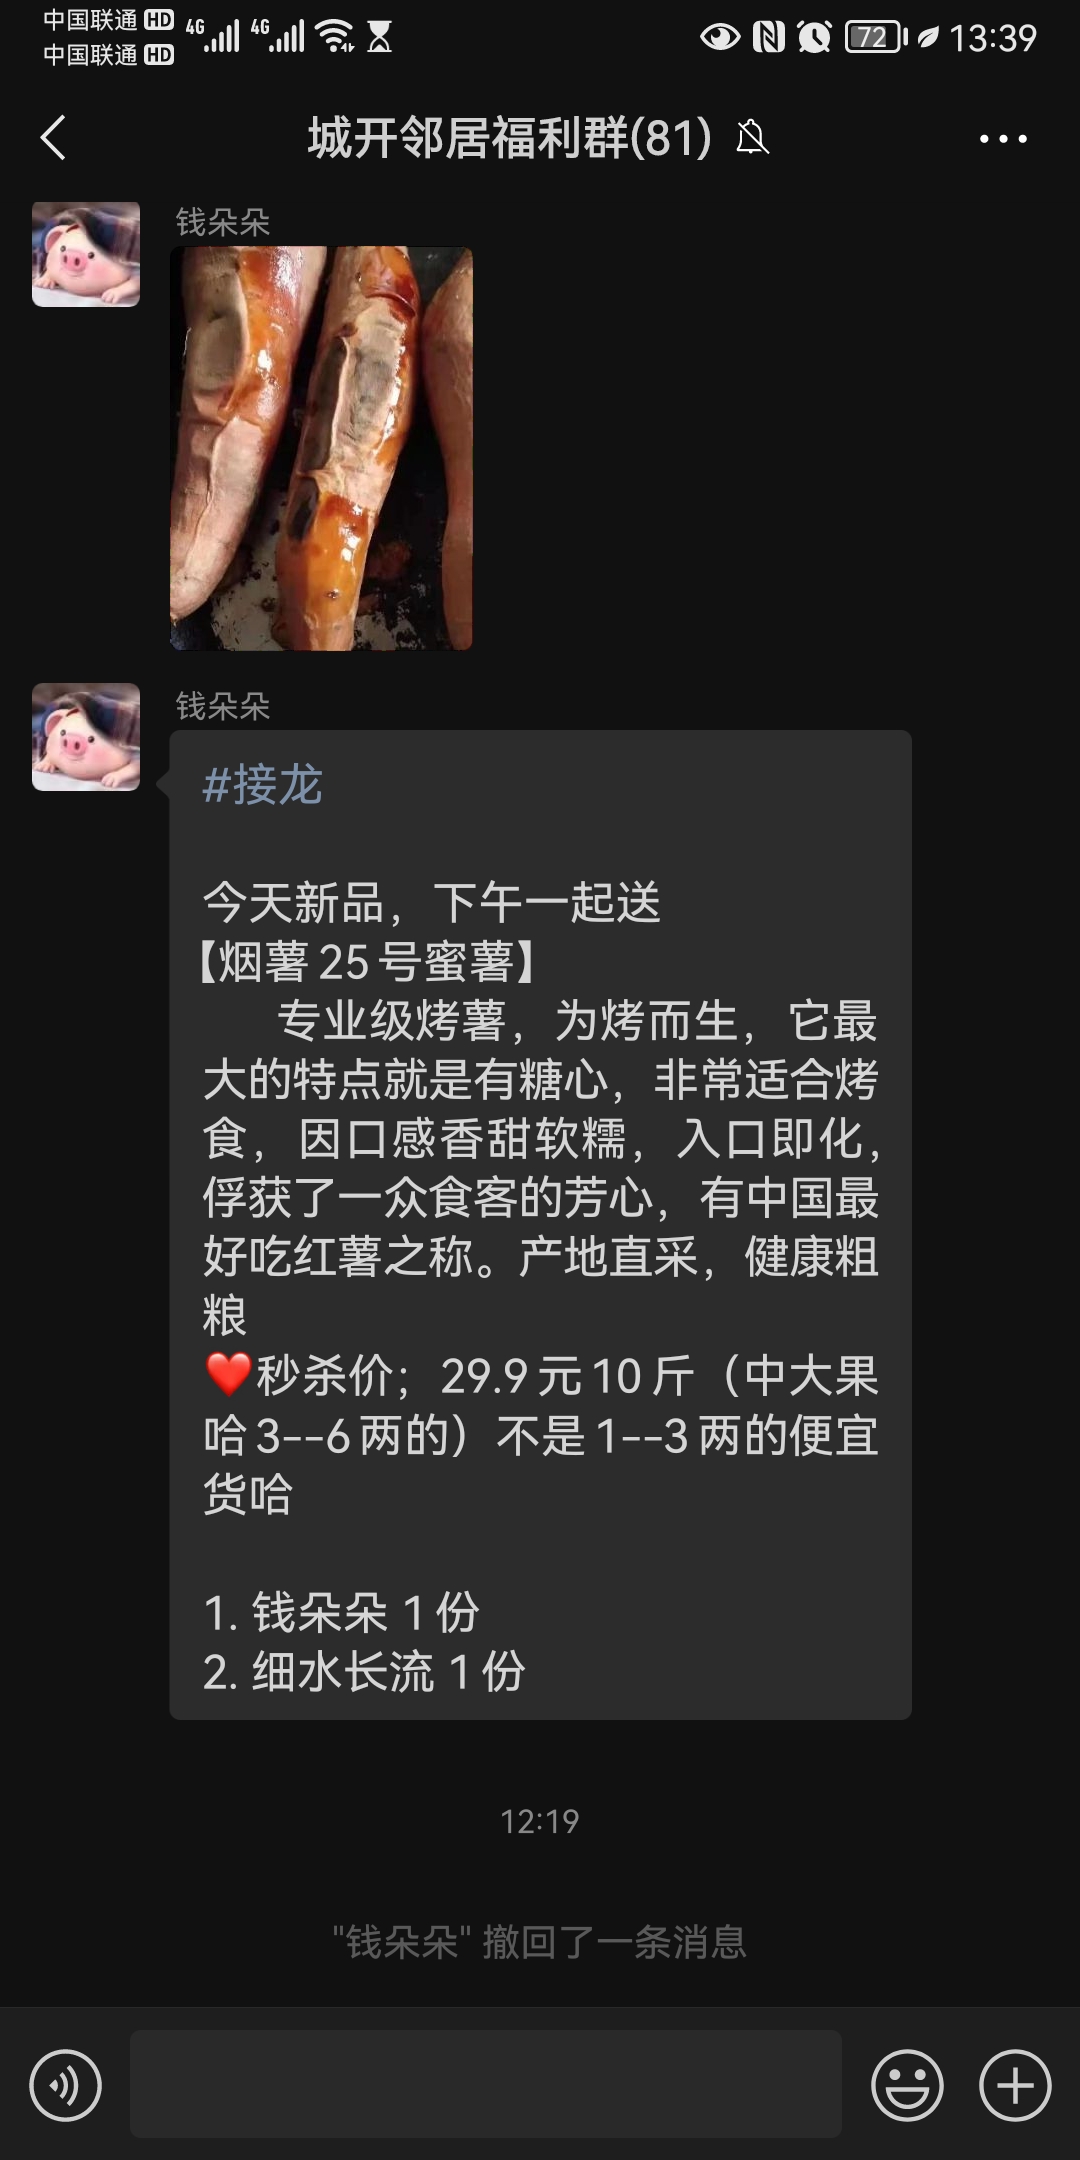 中国联通 HD 4G 4G 72 13:39
中国联通 HD
城开邻居福利群(81)
钱朵朵
钱朵朵
#接龙
今天新品，下午一起送
【烟薯25号蜜薯】
专业级烤薯，为烤而生，它最
大的特点就是有糖心，非常适合烤
食，因口感香甜软糯，入口即化，
俘获了一众食客的芳心，有中国最
好吃红薯之称。产地直采，健康粗
粮
❤️秒杀价；29.9元10斤（中大果
哈3--6两的）不是1--3两的便宜
货哈
1. 钱朵朵 1份
2. 细水长流 1份
12:19
"钱朵朵" 撤回了一条消息